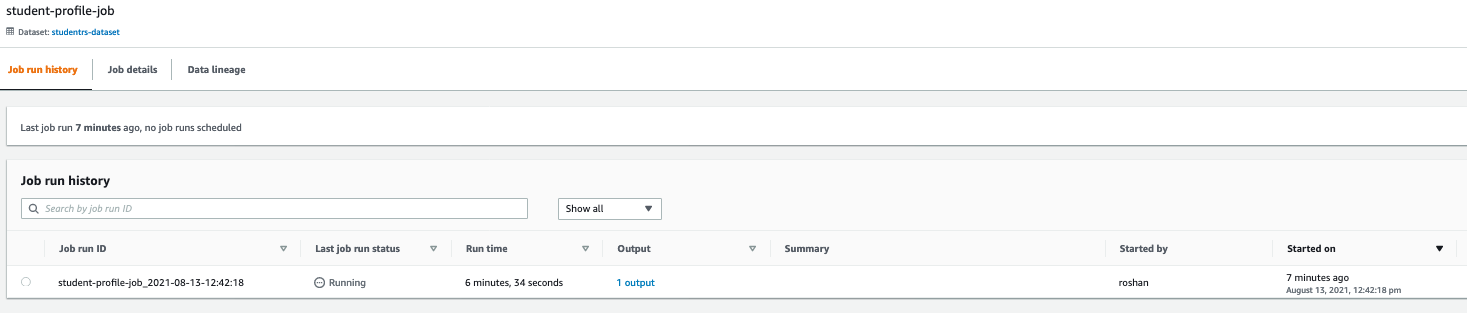 student-profile-job
Dataset: studentrs-dataset
Job run history Job details Data lineage
Last job run 7 minutes ago, no job runs scheduled
Job run history
Search by job run ID Show all
Job run ID Last job run status Run time Output Summary Started by Started on
student-profile-job_2021-08-13-12:42:18 Running 6 minutes, 34 seconds 1 output roshan 7 minutes ago
August 13, 2021, 12:42:18 pm